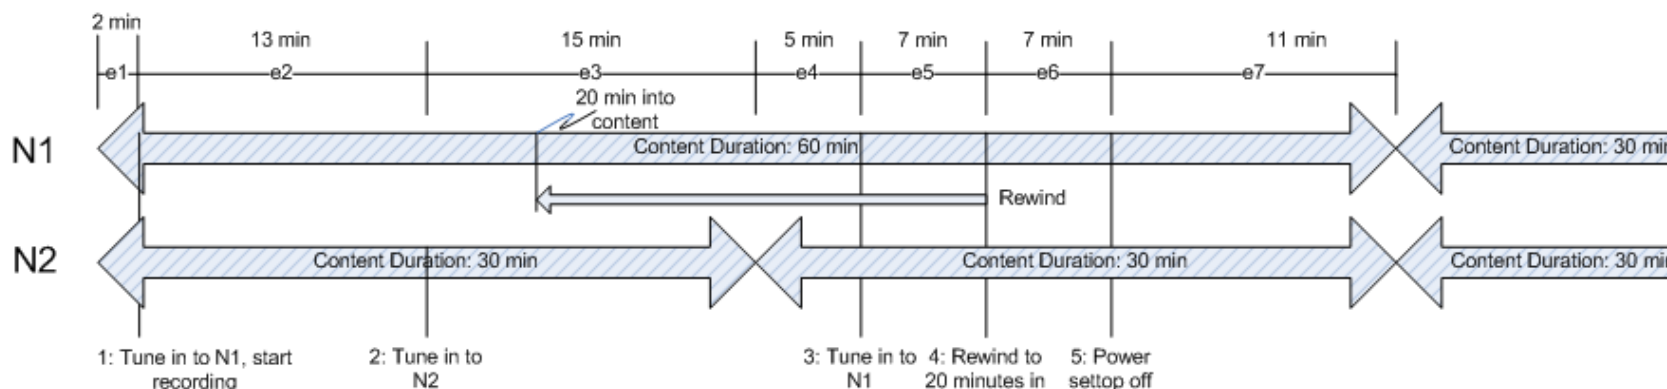 2 min
13 min
15 min
5 min
7 min
7 min
11 min
e1
e2
e3
e4
e5
e6
e7
20 min into
content
N1
Content Duration: 60 min
Content Duration: 30 min
Rewind
N2
Content Duration: 30 min
Content Duration: 30 min
Content Duration: 30 min
1: Tune in to N1, start
recording
2: Tune in to
N2
3: Tune in to
N1
4: Rewind to
20 minutes in
5: Power
settop off